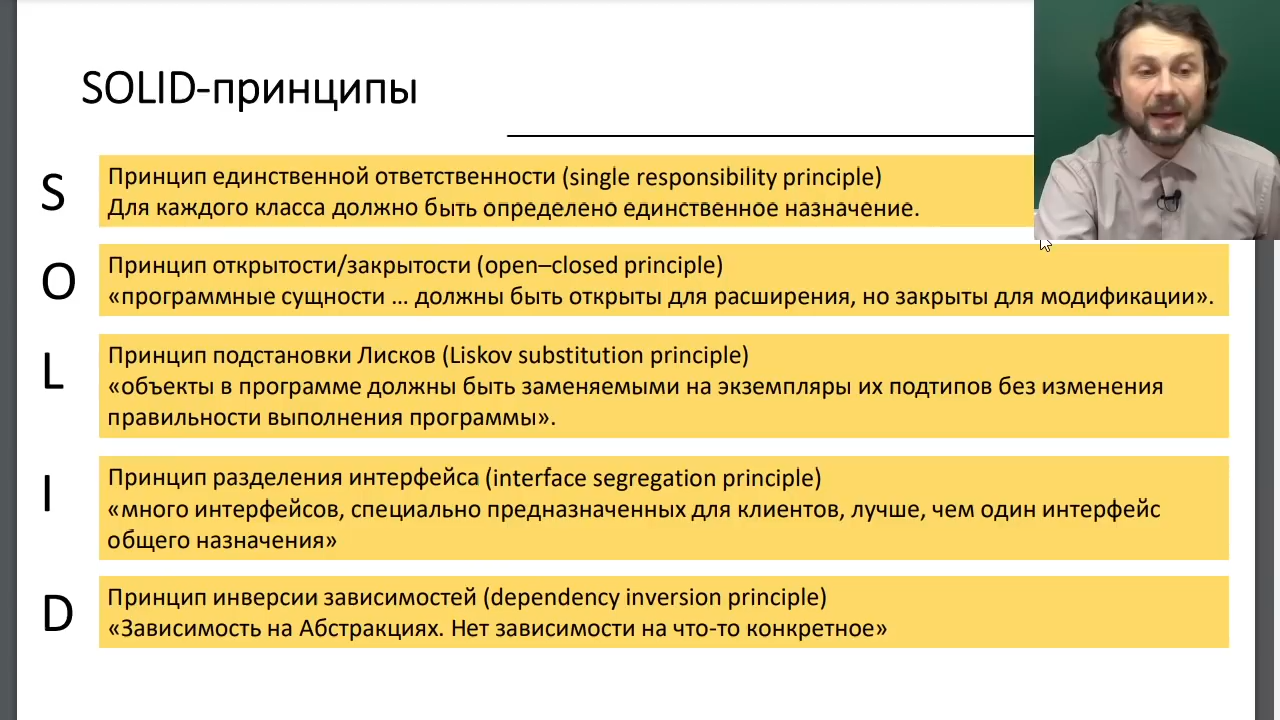 SOLID-принципы
S
Принцип единственной ответственности (single responsibility principle)
Для каждого класса должно быть определено единственное назначение.
O
Принцип открытости/закрытости (open–closed principle)
«программные сущности … должны быть открыты для расширения, но закрыты для модификации».
L
Принцип подстановки Лисков (Liskov substitution principle)
«объекты в программе должны быть заменяемыми на экземпляры их подтипов без изменения
правильности выполнения программы».
I
Принцип разделения интерфейса (interface segregation principle)
«много интерфейсов, специально предназначенных для клиентов, лучше, чем один интерфейс
общего назначения»
D
Принцип инверсии зависимостей (dependency inversion principle)
«Зависимость на Абстракциях. Нет зависимости на что-то конкретное»